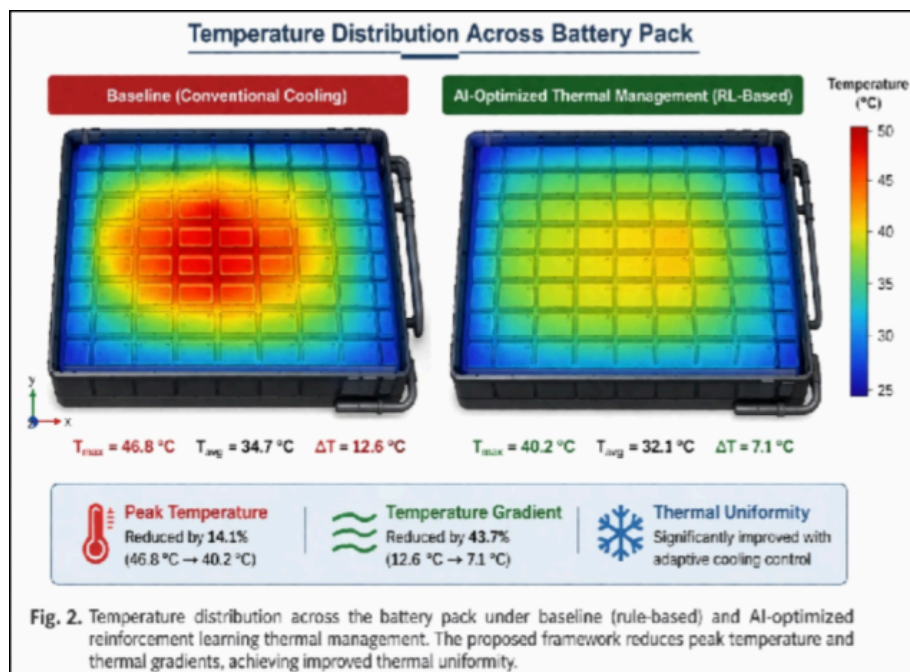 Temperature Distribution Across Battery Pack
Baseline (Conventional Cooling)
AI-Optimized Thermal Management (RL-Based)
Temperature
(°C)
50
45
40
35
30
25
y
z
x
Tmax = 46.8 °C Tavg = 34.7 °C ΔT = 12.6 °C
Tmax = 40.2 °C Tavg = 32.1 °C ΔT = 7.1 °C
Peak Temperature
Reduced by 14.1%
(46.8 °C → 40.2 °C)
Temperature Gradient
Reduced by 43.7%
(12.6 °C → 7.1 °C)
Thermal Uniformity
Significantly improved with
adaptive cooling control
Fig. 2. Temperature distribution across the battery pack under baseline (rule-based) and AI-optimized
reinforcement learning thermal management. The proposed framework reduces peak temperature and
thermal gradients, achieving improved thermal uniformity.